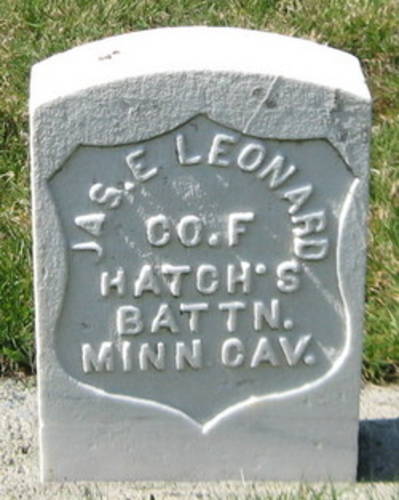 JAS. E LEONARD
CO. F
HATCH'S
BATTN.
MINN CAV.